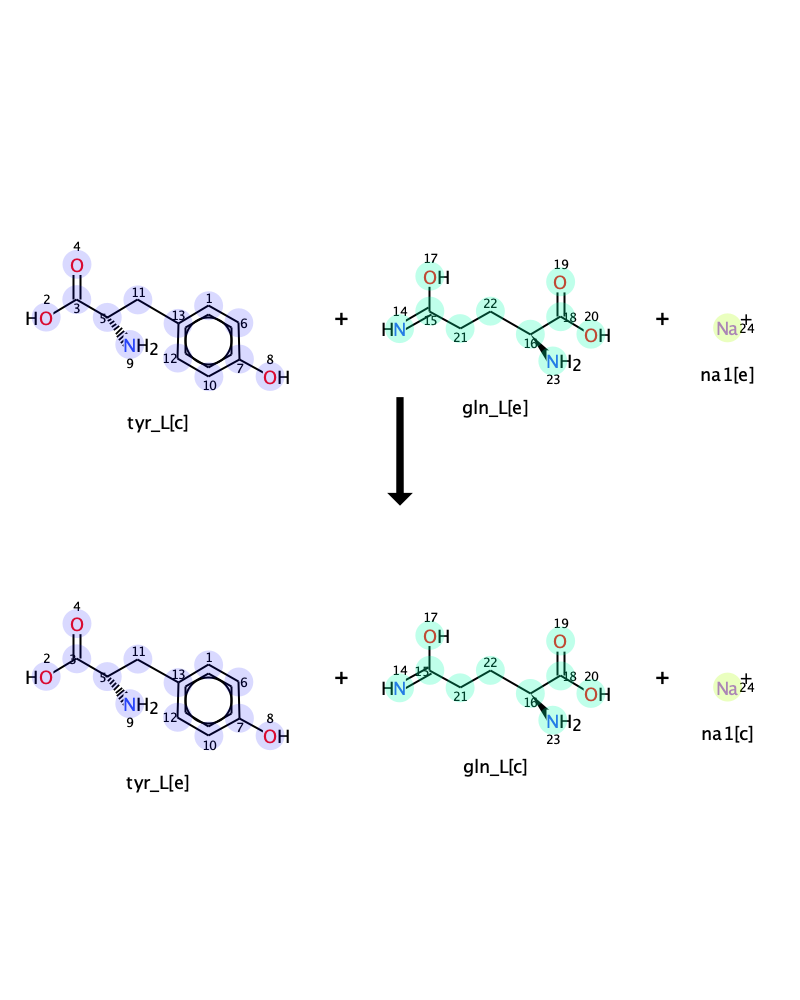 4
O
2
HO
3
5
11
NH2
9
13
1
6
12
10
7
8
OH
tyr_L[c]
+
17
OH
14
HN
15
21
22
16
NH2
23
19
O
18
20
OH
gln_L[e]
+
Na
+
24
na1[e]
4
O
2
HO
3
5
11
NH2
9
13
1
6
12
10
7
8
OH
tyr_L[e]
+
17
OH
14
HN
15
21
22
16
NH2
23
19
O
18
20
OH
gln_L[c]
+
Na
+
24
na1[c]